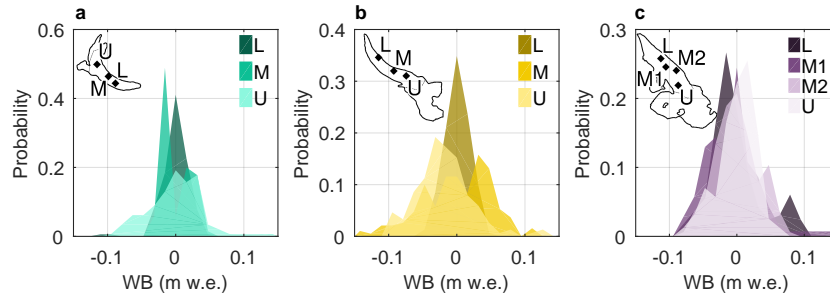 a
0.6
0.4
0.2
0
Probability
-0.1 0 0.1
WB (m w.e.)
U
L
M
L
M
U
b
0.4
0.3
0.2
0.1
0
Probability
-0.1 0 0.1
WB (m w.e.)
L
M
U
L
M
U
c
0.3
0.2
0.1
0
Probability
-0.1 0 0.1
WB (m w.e.)
L
M2
M1
U
L
M1
M2
U